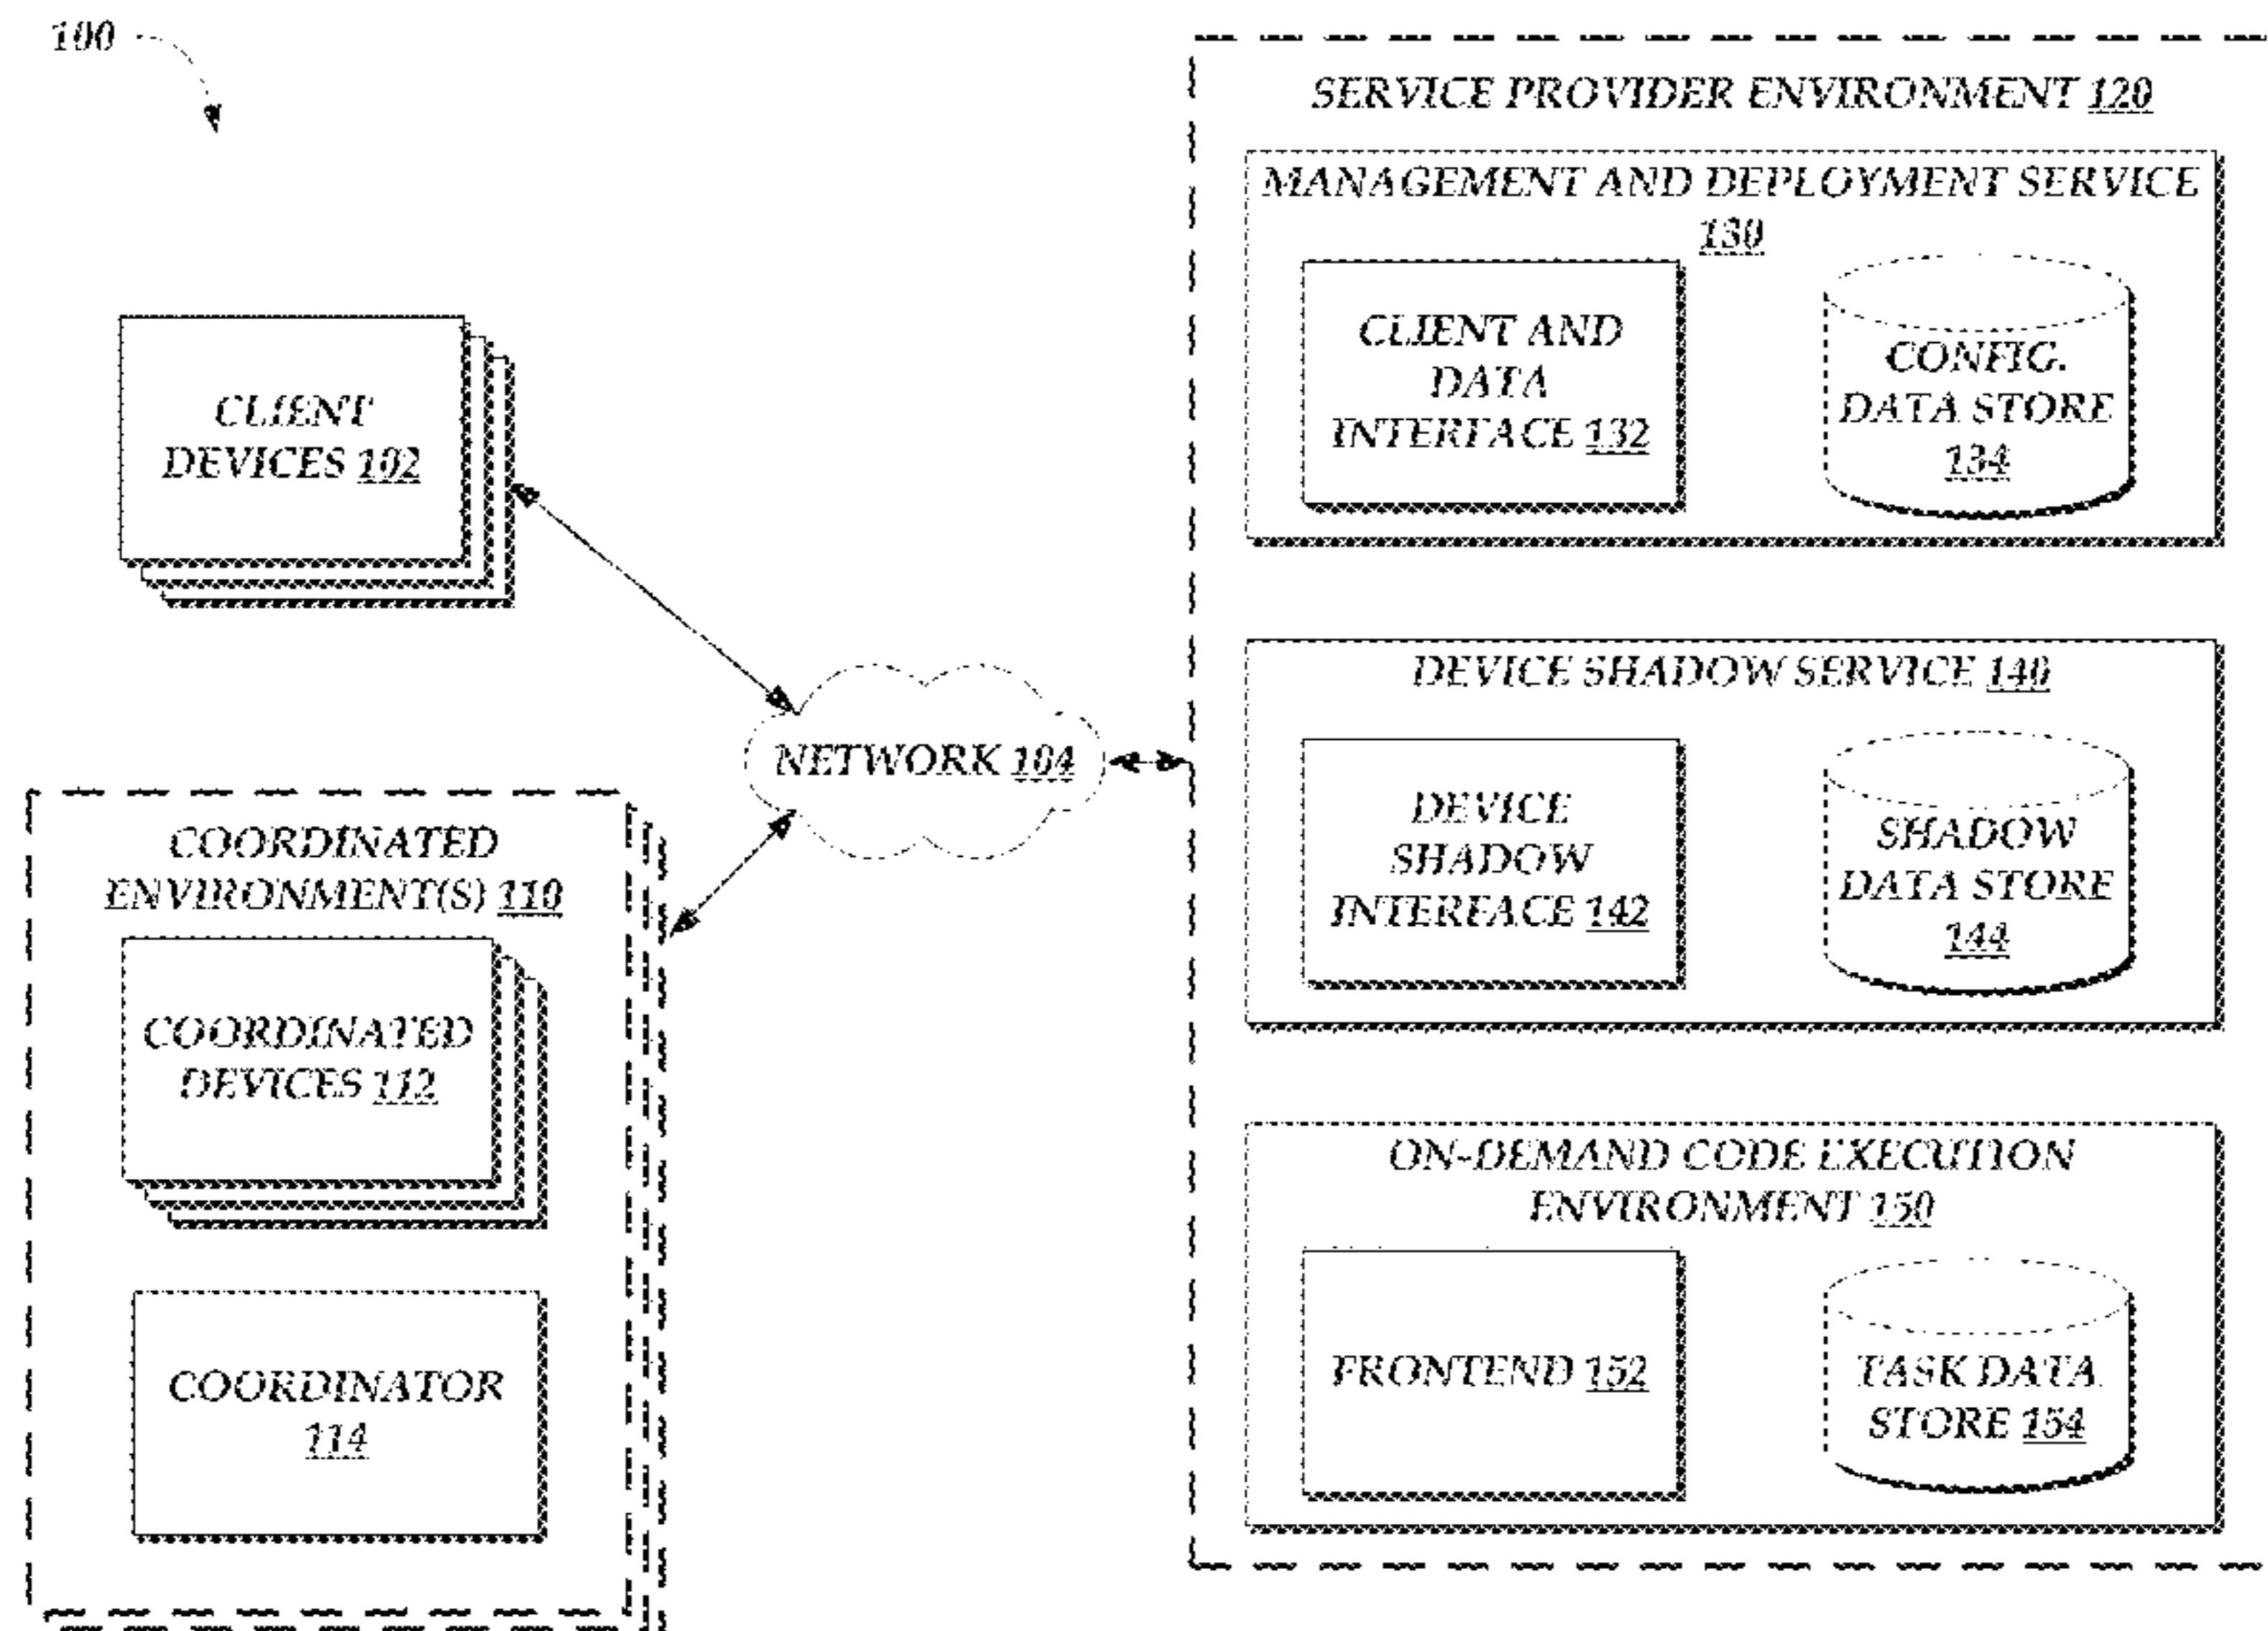 100
SERVICE PROVIDER ENVIRONMENT 120
MANAGEMENT AND DEPLOYMENT SERVICE
130
CLIENT AND
DATA
INTERFACE 132
CONFIG.
DATA STORE
134
CLIENT
DEVICES 102
DEVICE SHADOW SERVICE 140
NETWORK 104
DEVICE
SHADOW
INTERFACE 142
SHADOW
DATA STORE
144
COORDINATED
ENVIRONMENT(S) 110
COORDINATED
DEVICES 112
COORDINATOR
114
ON-DEMAND CODE EXECUTION
ENVIRONMENT 150
FRONTEND 152
TASK DATA
STORE 154